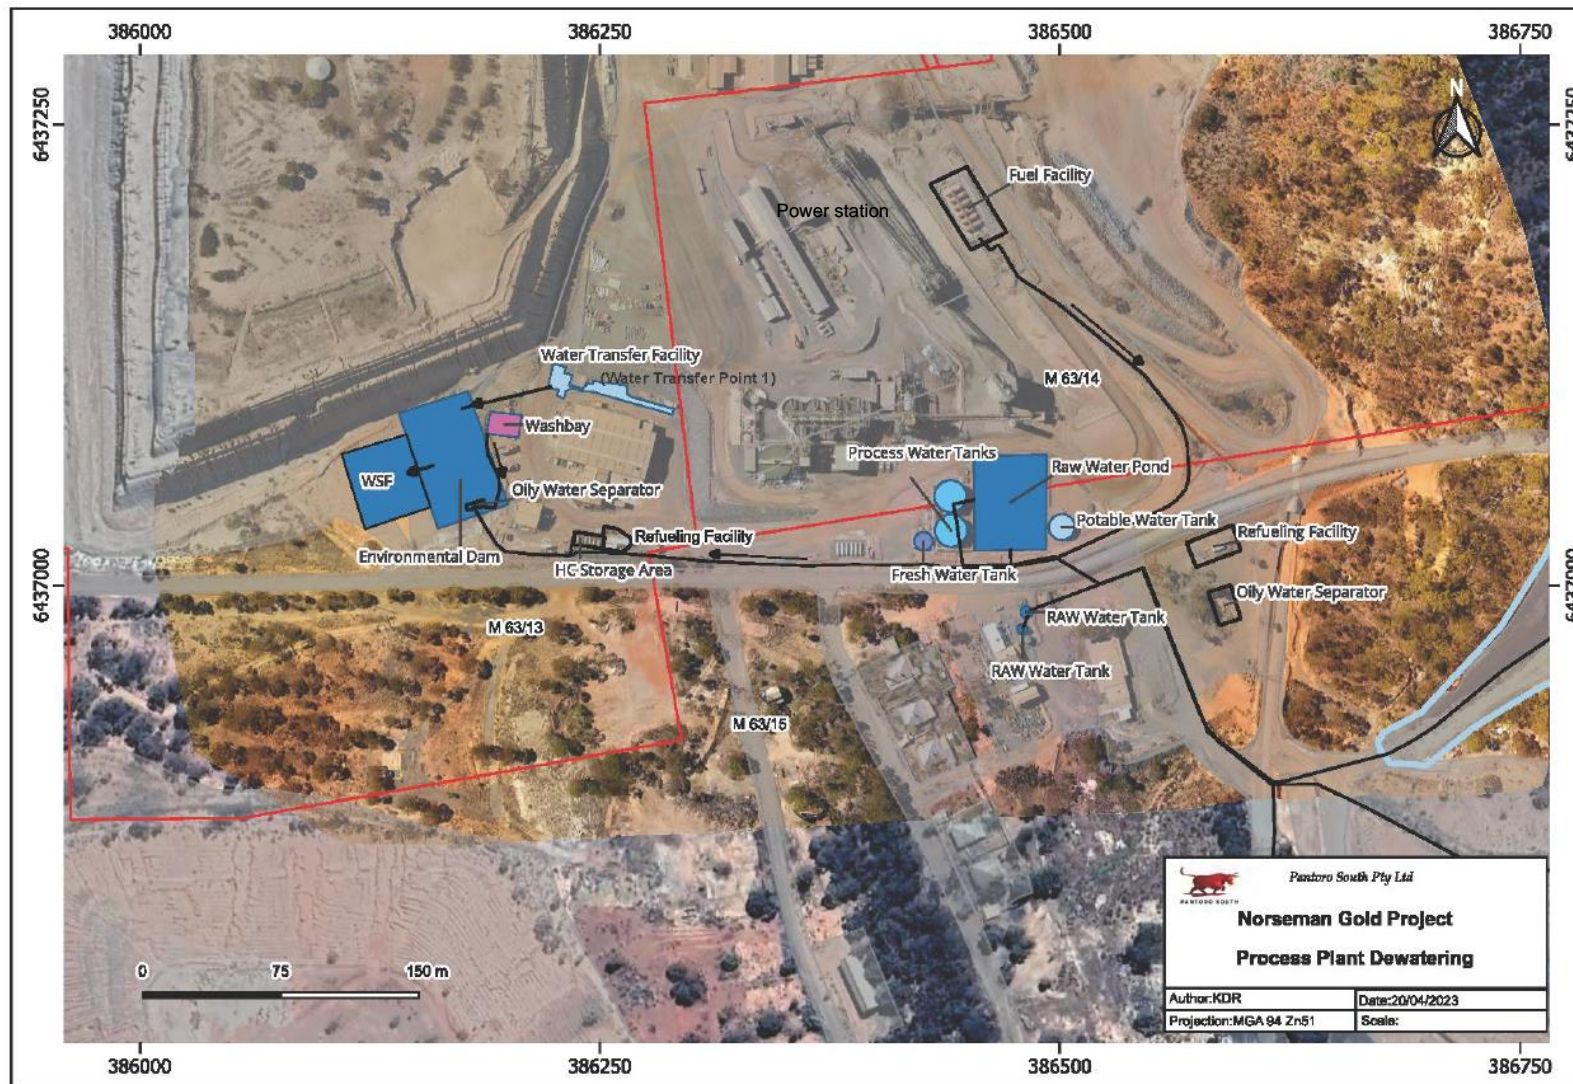 386000
386250
386500
386750
6437250
6437250
N
Fuel Facility
Power station
Water Transfer Facility
(Water Transfer Point 1)
M 63/14
Washbay
Process Water Tanks
Raw Water Pond
WSF
Oily Water Separator
Potable Water Tank
Refueling Facility
Refueling Facility
Environmental Dam
HC Storage Area
Fresh Water Tank
6437000
6437000
Oily Water Separator
RAW Water Tank
M 63/13
RAW Water Tank
M 63/15
Pantoro South Pty Ltd
PANTORO SOUTH
Norseman Gold Project
Process Plant Dewatering
0 75 150 m
Author:KDR
Date:20/04/2023
Projection:MGA 94 Zn51
Scale:
386000
386250
386500
386750